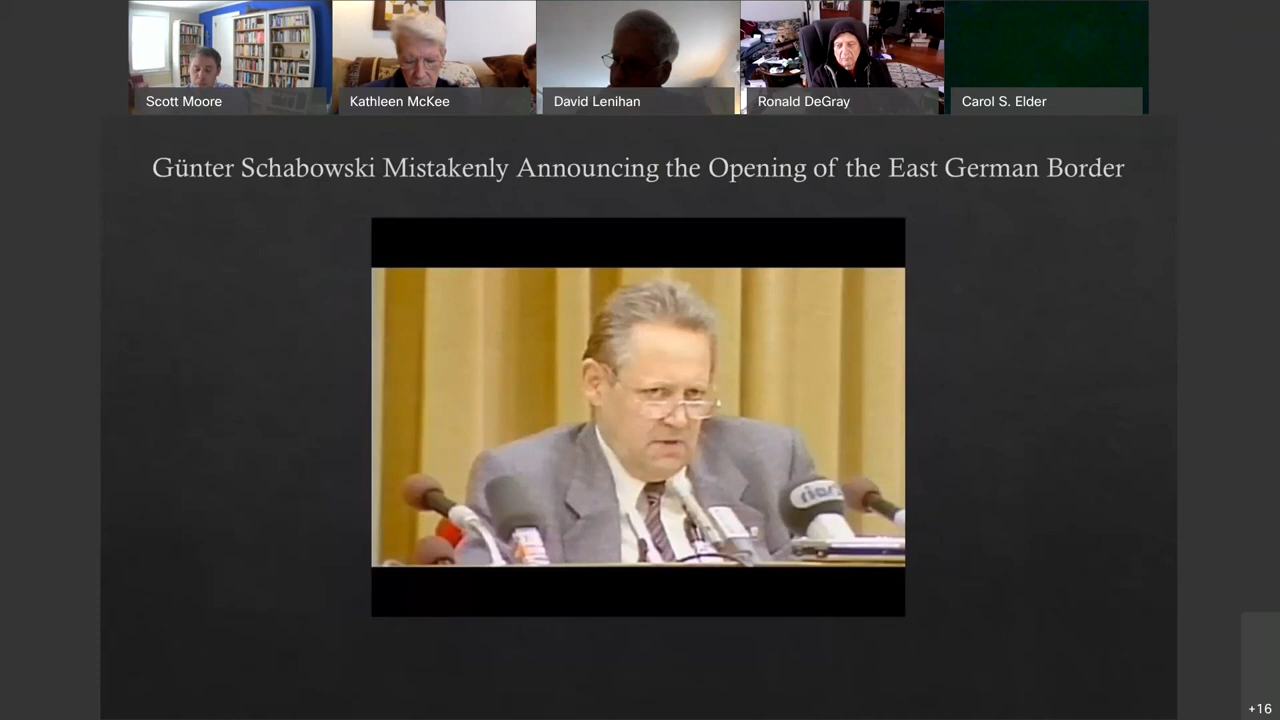 Scott Moore
Kathleen McKee
David Lenihan
Ronald DeGray
Carol S. Elder
Günter Schabowski Mistakenly Announcing the Opening of the East German Border
+16